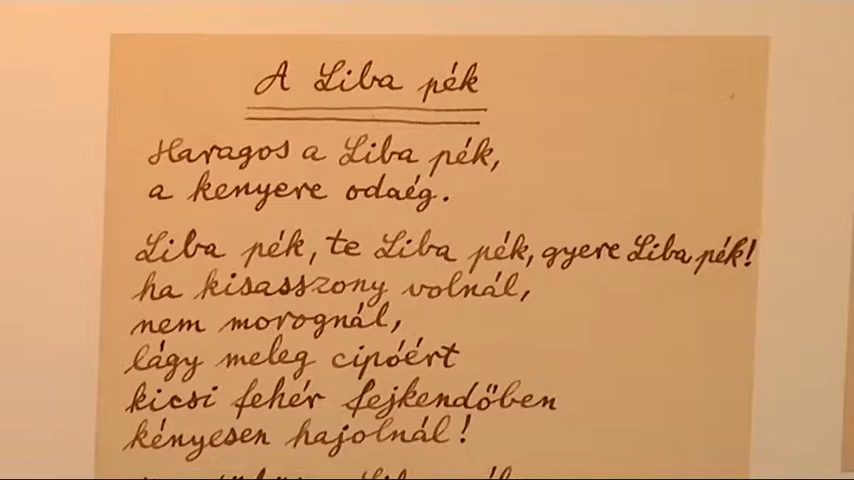 A Liba pék
Haragos a Liba pék,
a kenyere odaég.
Liba pék, te Liba pék, gyere Liba pék!
ha kisasszony volnál,
nem morognál,
lágy meleg cipóért
kicsi fehér fejkendőben
kényesen hajolnál!